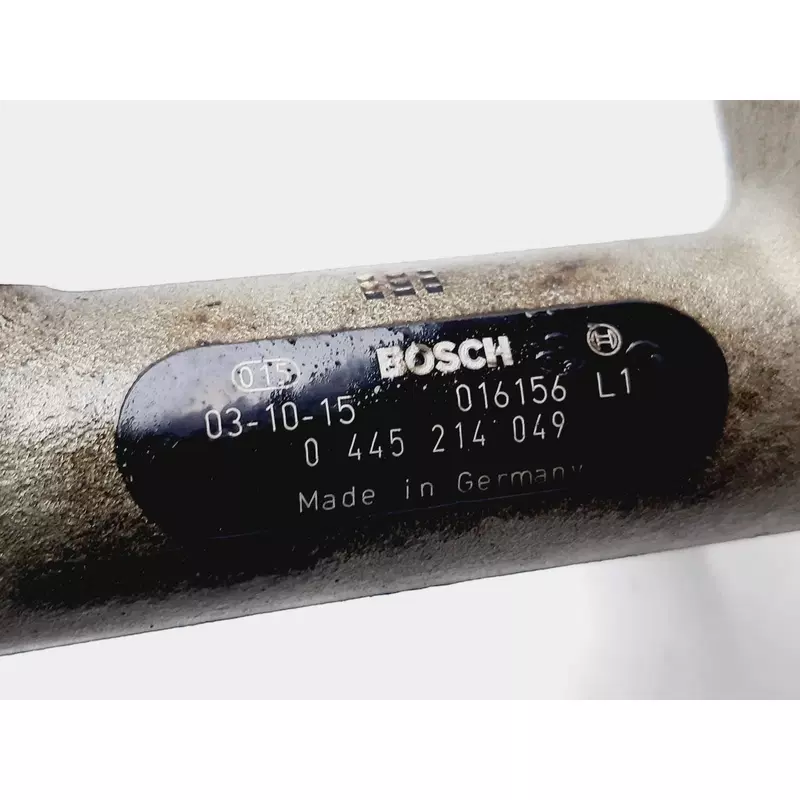 BOSCH
015
03-10-15 016156 L1
0 445 214 049
Made in Germany